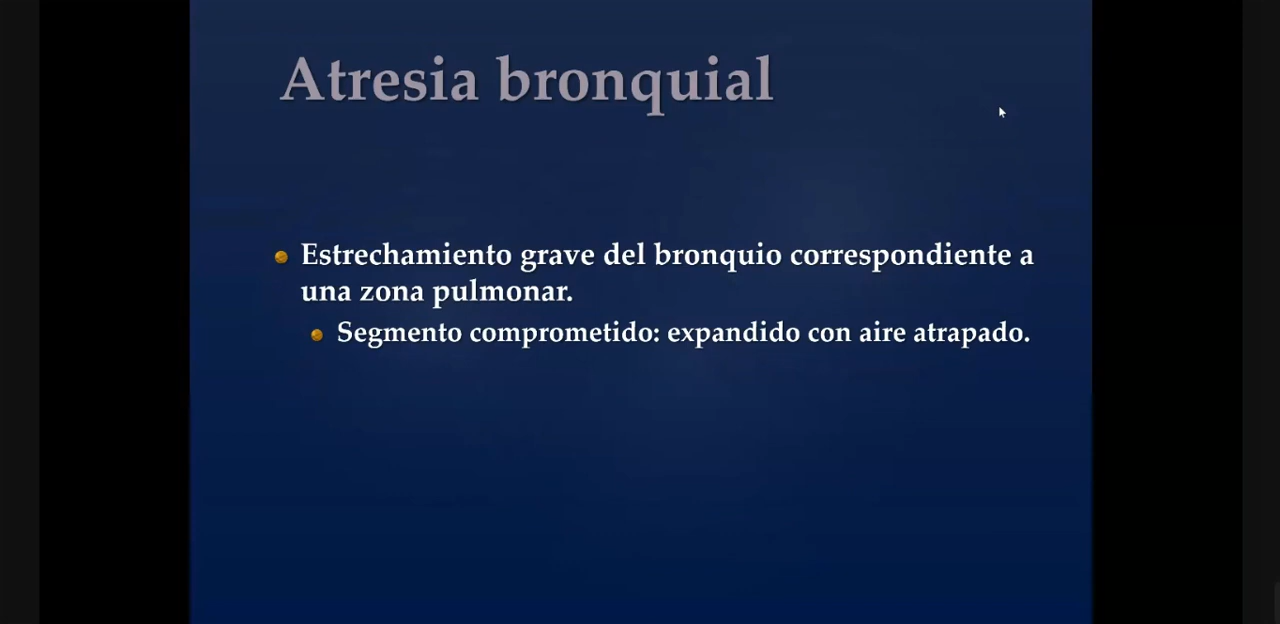 Atresia bronquial
Estrechamiento grave del bronquio correspondiente a
una zona pulmonar.
Segmento comprometido: expandido con aire atrapado.